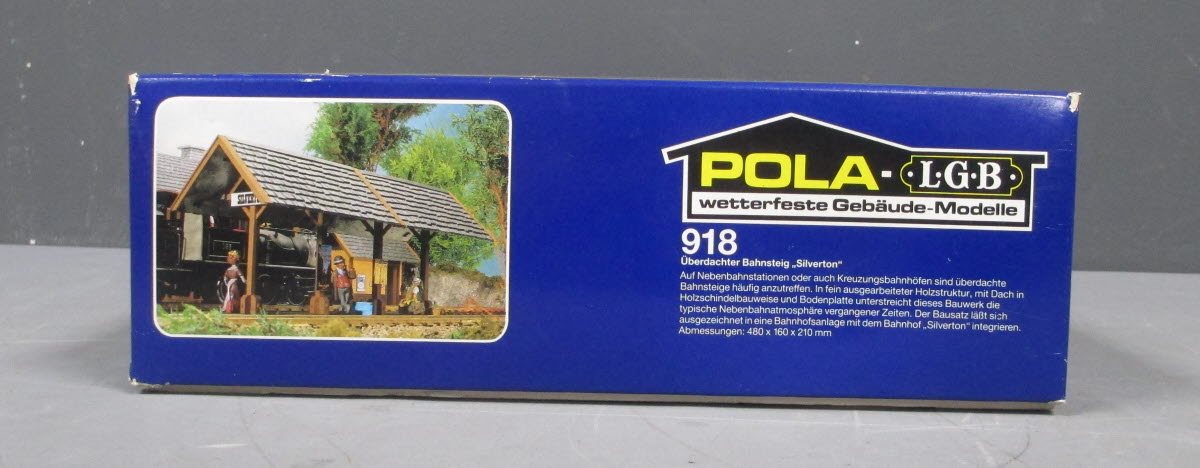 POLA-L·G·B·
wetterfeste Gebäude-Modelle
918
Überdachter Bahnsteig „Silverton“
Auf Nebenbahnstationen oder auch Kreuzungsbahnhöfen sind überdachte
Bahnsteige häufig anzutreffen. In fein ausgearbeiteter Holzstruktur, mit Dach in
Holzschindelbauweise und Bodenplatte unterstreicht dieses Bauwerk die
typische Nebenbahnatmosphäre vergangener Zeiten. Der Bausatz läßt sich
ausgezeichnet in eine Bahnhofsanlage mit dem Bahnhof „Silverton“ integrieren.
Abmessungen: 480 x 160 x 210 mm